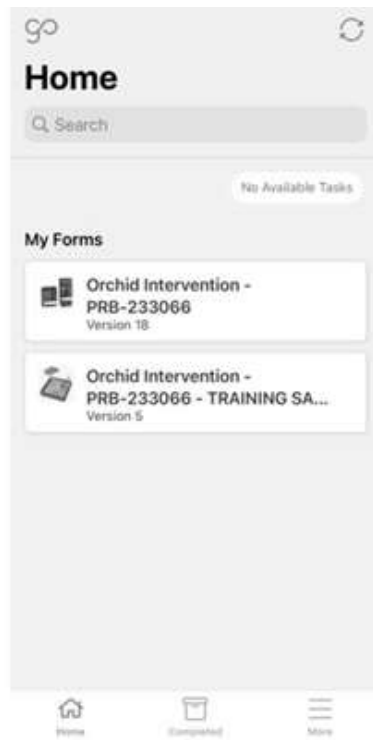 go
Home
Search
No Available Tasks
My Forms
Orchid Intervention -
PRB-233066
Version 18
Orchid Intervention -
PRB-233066 - TRAINING SA...
Version 5
Home Completed More